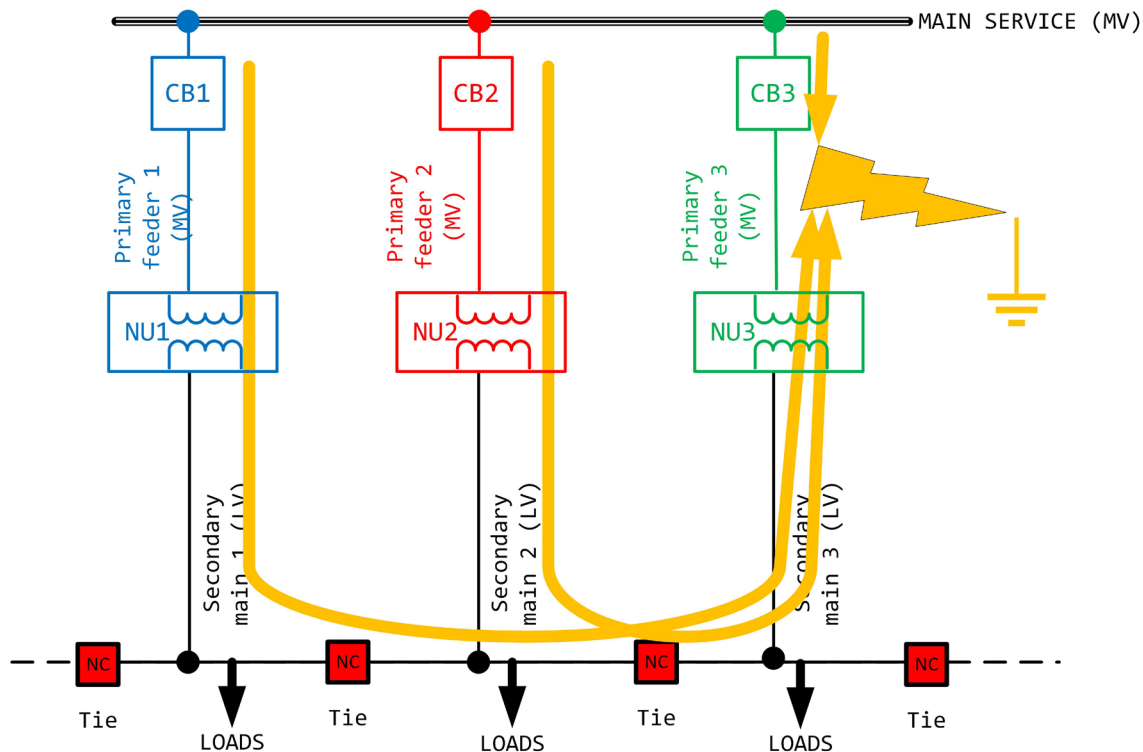 MAIN SERVICE (MV)
CB1
CB2
CB3
Primary
feeder 1
(MV)
Primary
feeder 2
(MV)
Primary
feeder 3
(MV)
NU1
NU2
NU3
Secondary
main 1 (LV)
Secondary
main 2 (LV)
Secondary
main 3 (LV)
NC
NC
NC
NC
Tie
Tie
Tie
Tie
LOADS
LOADS
LOADS